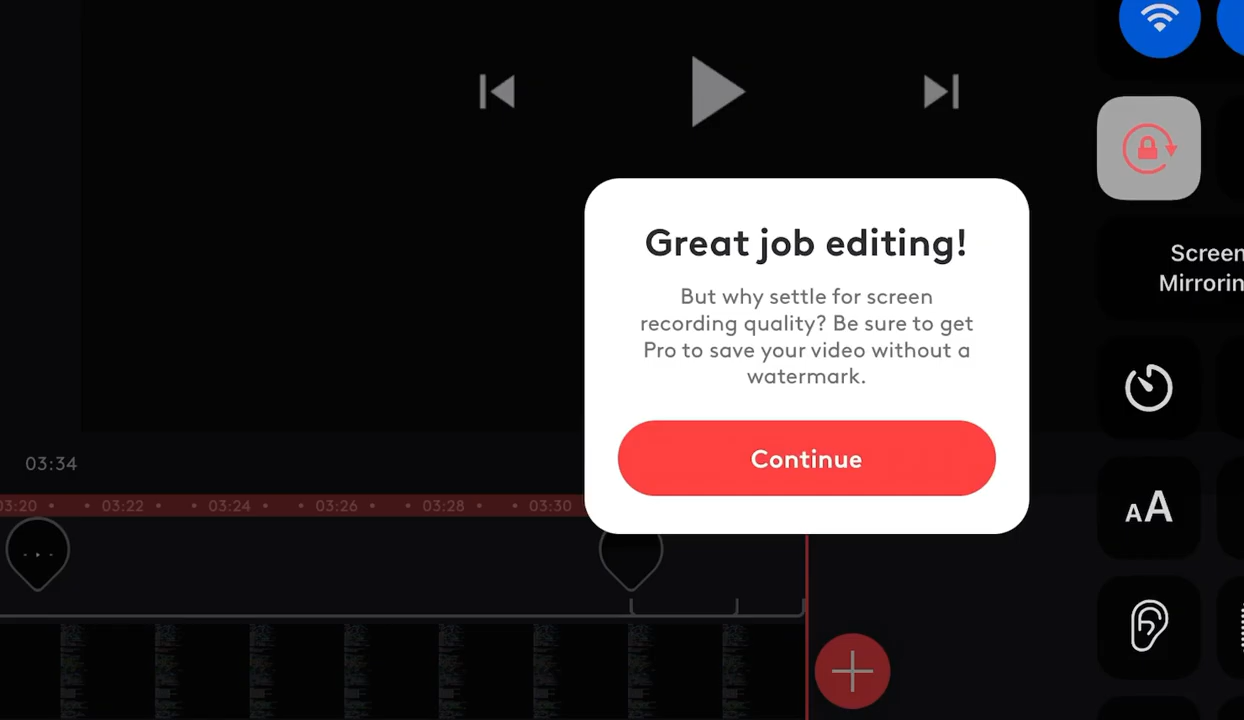 Screen
Mirrorin
Great job editing!
But why settle for screen
recording quality? Be sure to get
Pro to save your video without a
watermark.
Continue
03:34
03:20 03:22 03:24 03:26 03:28 03:30
AA